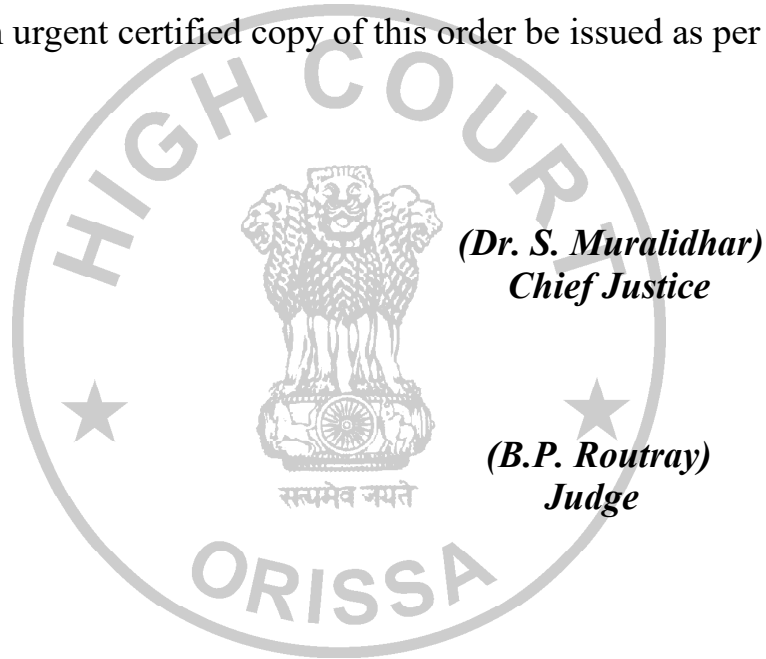 urgent certified copy of this order be issued as per
HIGH COURT
(Dr. S. Muralidhar)
Chief Justice
(B.P. Routray)
Judge
सत्यमेव जयते
ORISSA